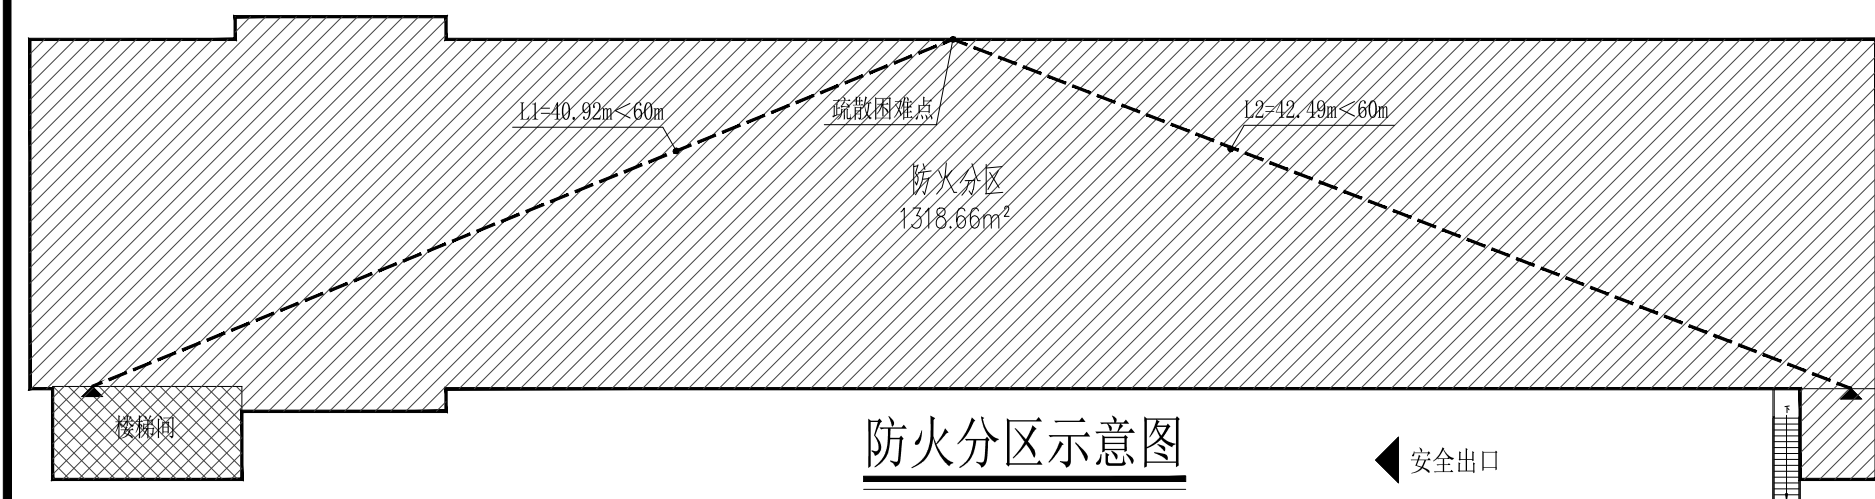 L1=40.92m<60m
疏散困难点
L2=42.49m<60m
防火分区
1318.66m²
楼梯间
下
防火分区示意图
安全出口